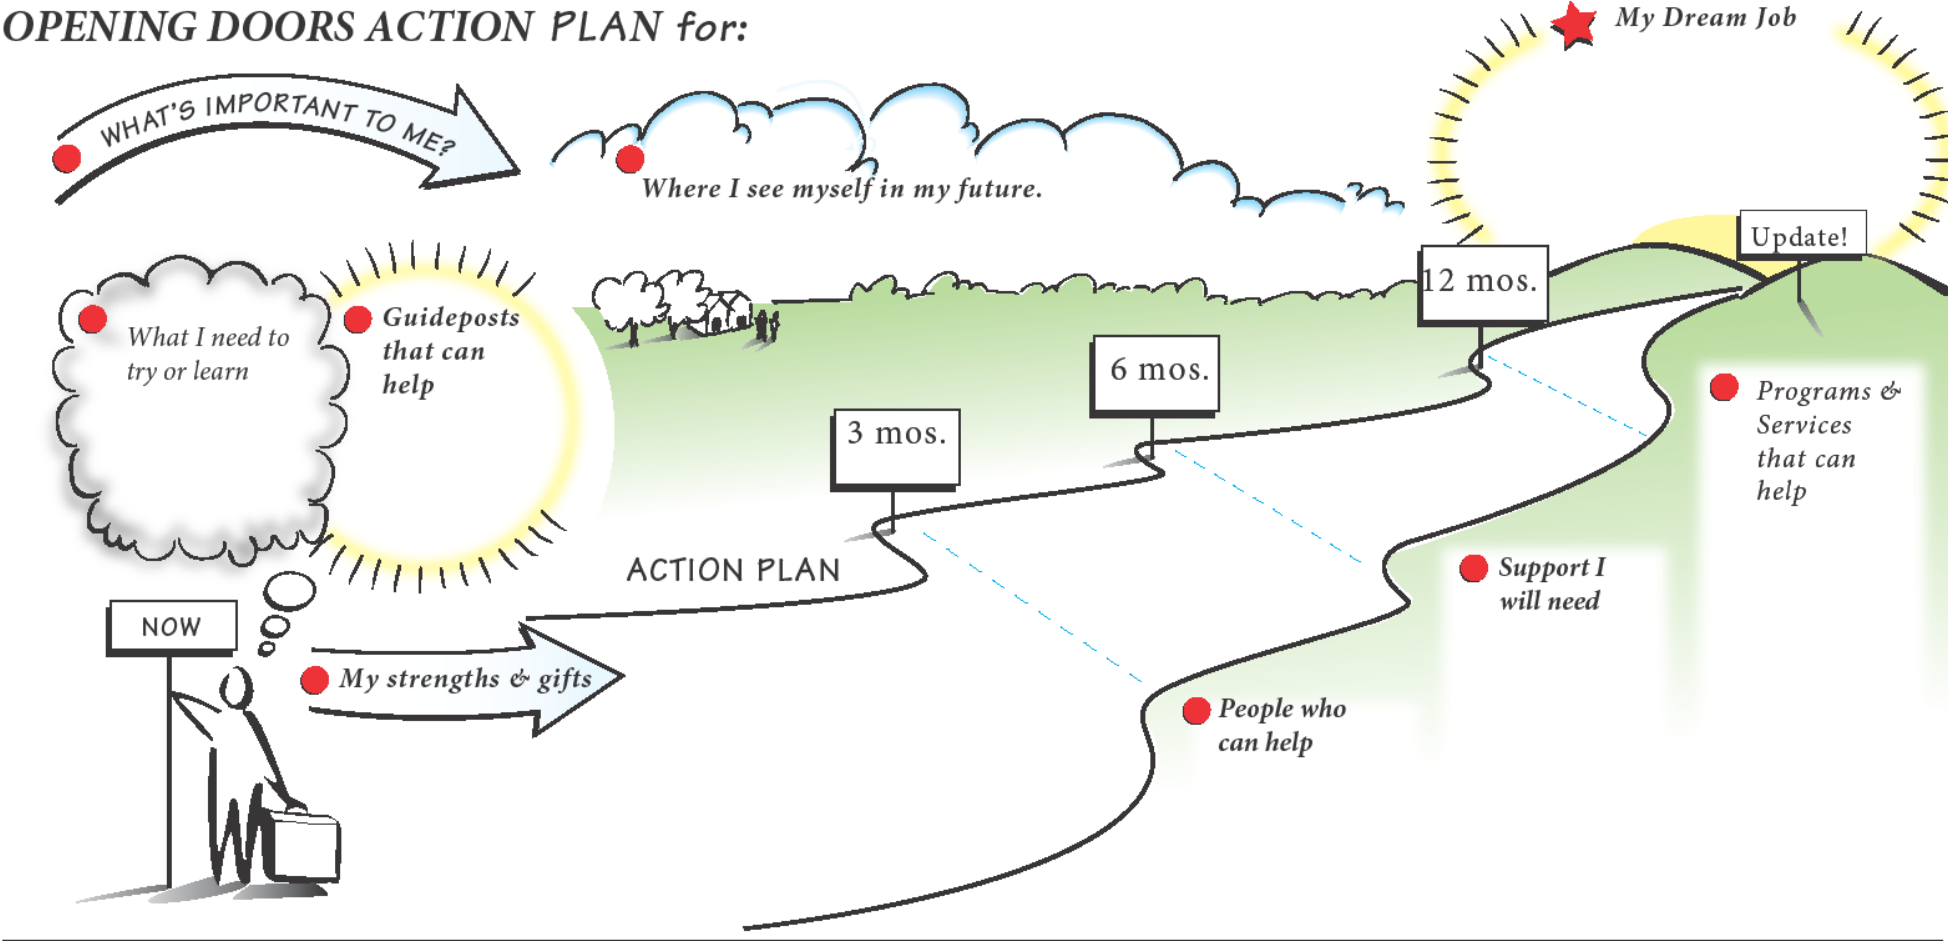 OPENING DOORS ACTION PLAN for:
My Dream Job
WHAT'S IMPORTANT TO ME?
Where I see myself in my future.
Update!
12 mos.
What I need to
try or learn
Guideposts
that can
help
6 mos.
3 mos.
Programs &
Services
that can
help
ACTION PLAN
Support I
will need
NOW
My strengths & gifts
People who
can help